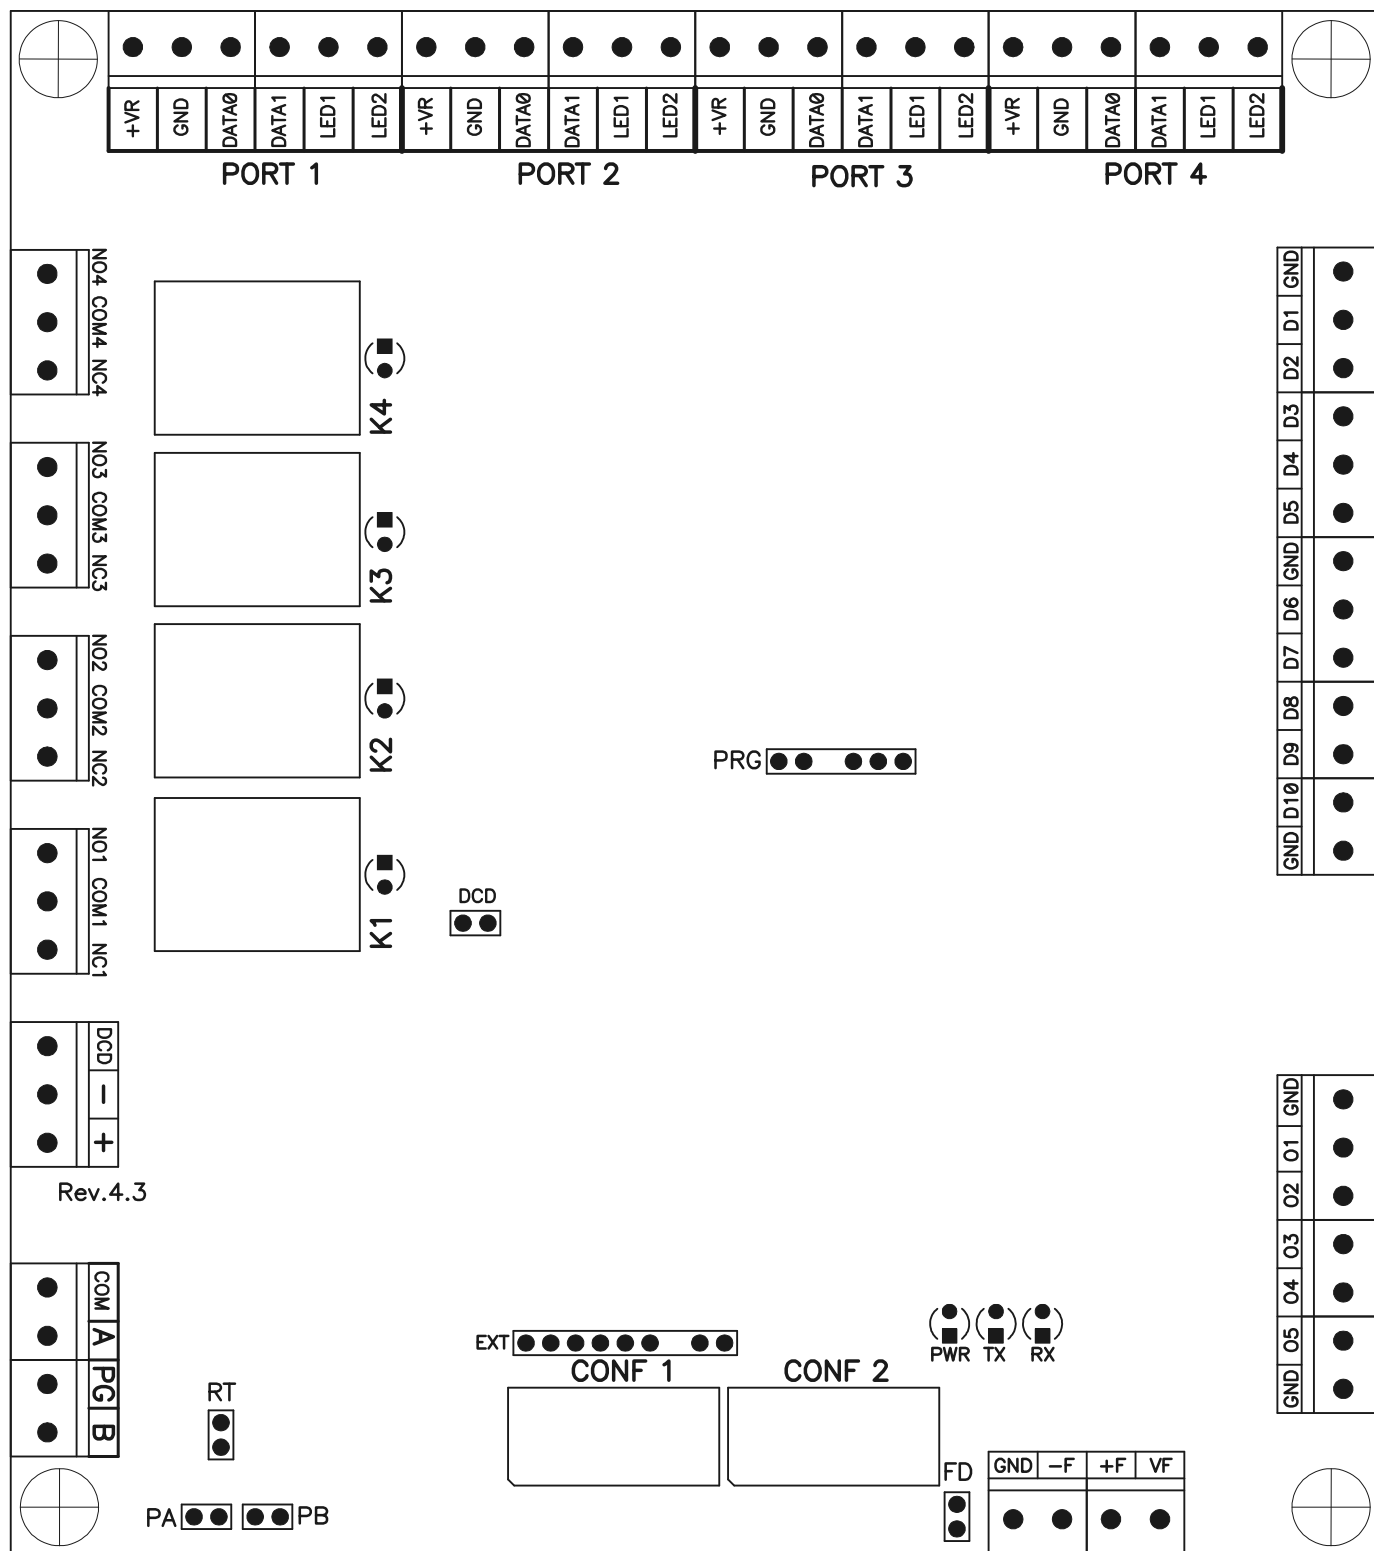 +VR GND DATA0 DATA1 LED1 LED2 +VR GND DATA0 DATA1 LED1 LED2 +VR GND DATA0 DATA1 LED1 LED2 +VR GND DATA0 DATA1 LED1 LED2
PORT 1 PORT 2 PORT 3 PORT 4
NO4 COM4 NC4
K4
NO3 COM3 NC3
K3
NO2 COM2 NC2
K2
NO1 COM1 NC1
K1
DCD
PRG
GND
D1
D2
D3
D4
D5
GND
D6
D7
D8
D9
D10
GND
DCD
-
+
Rev.4.3
COM
A
PG
B
RT
PA
PB
EXT
CONF 1 CONF 2
PWR TX RX
FD
GND -F +F VF
GND
O1
O2
O3
O4
O5
GND